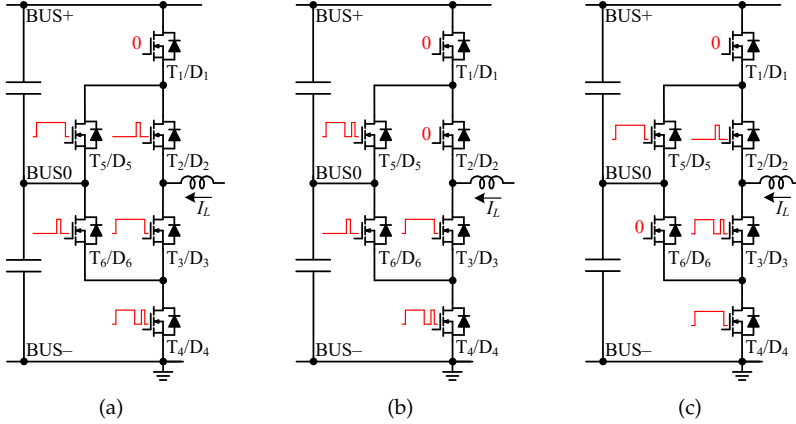 BUS+
0
T1/D1
T5/D5
T2/D2
BUS0
IL
T6/D6
T3/D3
T4/D4
BUS–
(a)
BUS+
0
T1/D1
0
T5/D5
T2/D2
BUS0
IL
T6/D6
T3/D3
T4/D4
BUS–
(b)
BUS+
0
T1/D1
T5/D5
T2/D2
BUS0
IL
0
T6/D6
T3/D3
T4/D4
BUS–
(c)